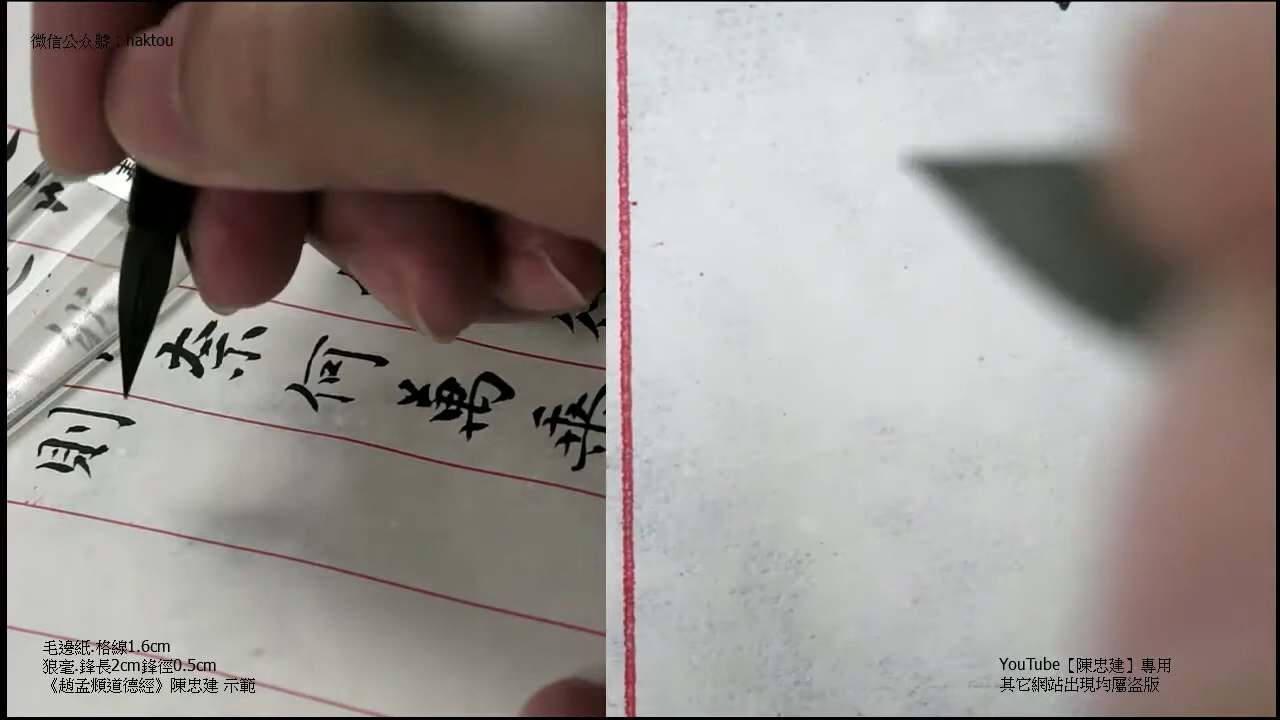 微信公众號：naktou
奈何萬乘
則
毛邊紙.格線1.6cm
狼毫.鋒長2cm鋒徑0.5cm
《趙孟頫道德經》陳忠建 示範
YouTube［陳忠建］專用
其它網站出現均屬盜版